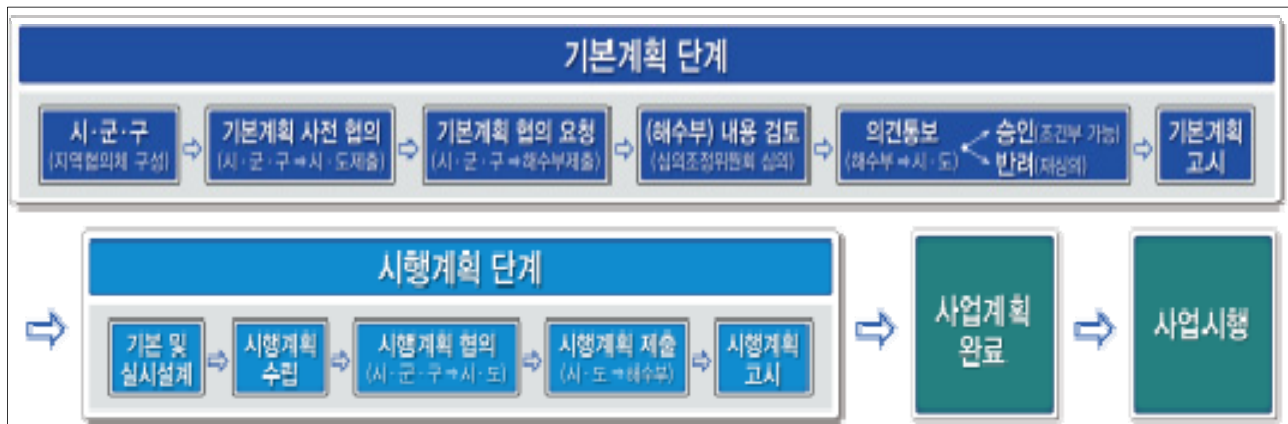 기본계획 단계
시·군·구
(지역협의체 구성)
기본계획 사전 협의
(시·군·구⇒시·도제출)
기본계획 협의 요청
(시·군·구⇒해수부제출)
(해수부) 내용 검토
(심의조정위원회 심의)
의견통보
(해수부⇒시·도)
승인(조건부 가능)
반려(재심의)
기본계획
고시
시행계획 단계
기본 및
실시설계
시행계획
수립
시행계획 협의
(시·군·구⇒시·도)
시행계획 제출
(시·도⇒해수부)
시행계획
고시
사업계획
완료
사업시행